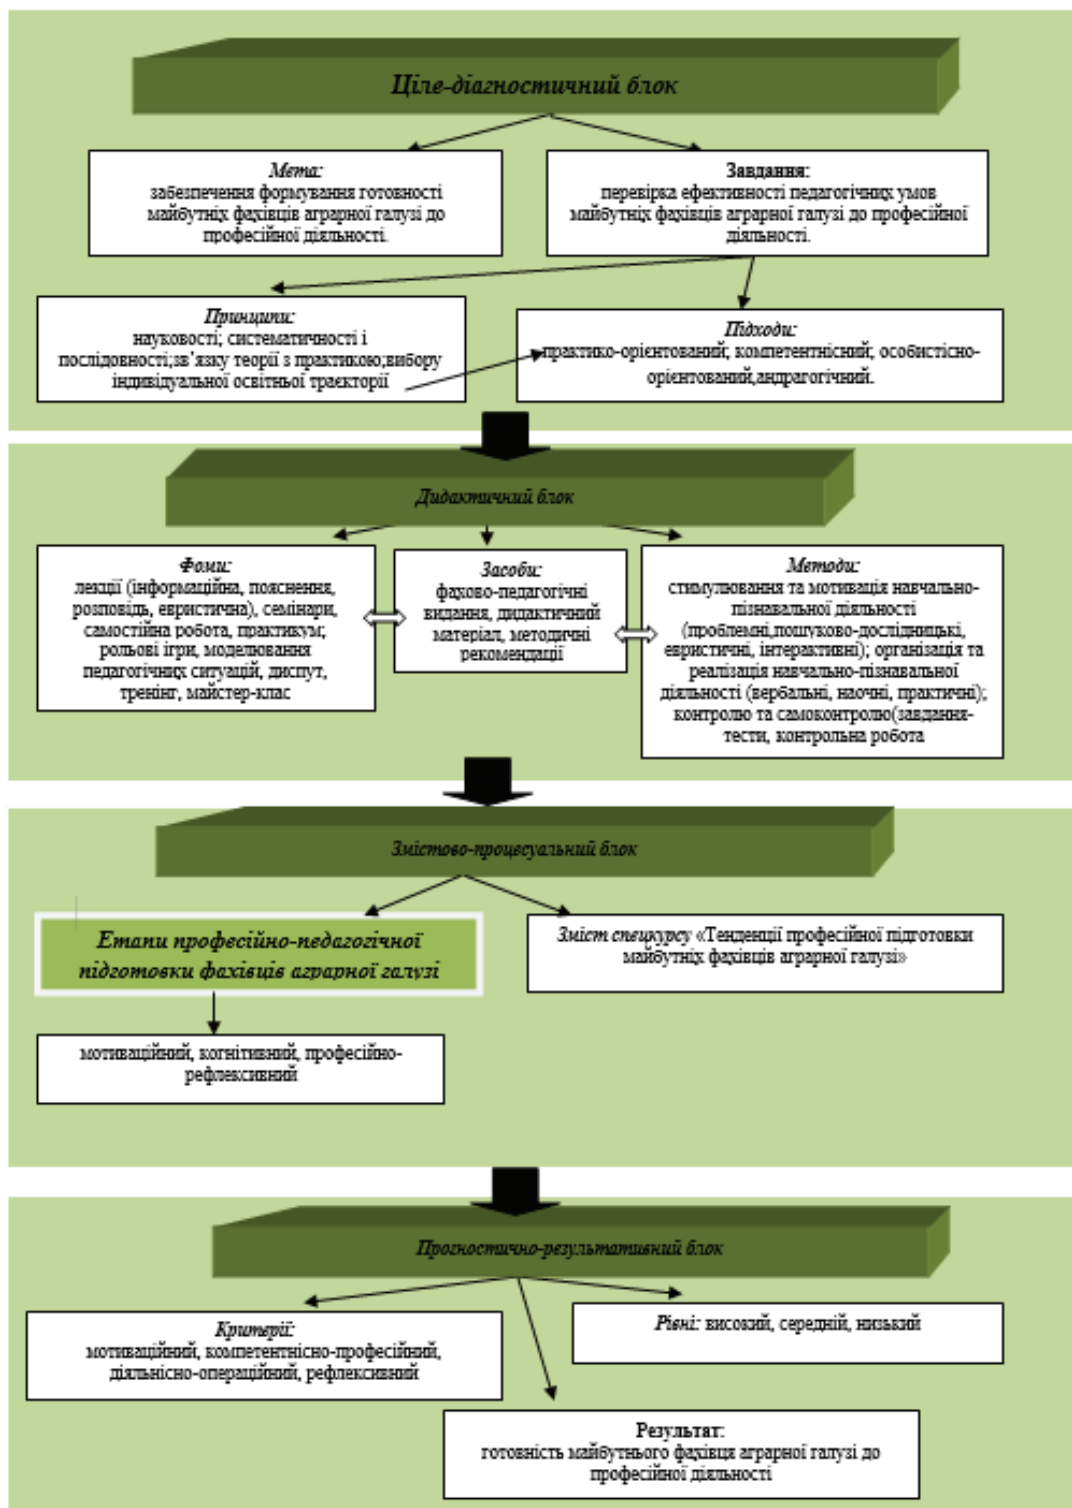 Ціле-діагностичний блок
Мета:
забезпечення формування готовності
майбутніх фахівців аграрної галузі до
професійної діяльності.
Завдання:
перевірка ефективності педагогічних умов
майбутніх фахівців аграрної галузі до професійної
діяльності.
Принципи:
науковості; систематичності і
послідовності;зв’язку теорії з практикою;вибору
індивідуальної освітньої траєкторії
Підходи:
практико-орієнтований; компетентнісний; особистісно-
орієнтований,андрагогічний.
Дидактичний блок
Фоми:
лекції (інформаційна, пояснення,
розповідь, евристична), семінари,
самостійна робота, практикум;
рольові ігри, моделювання
педагогічних ситуацій, диспут,
тренінг, майстер-клас
Засоби:
фахово-педагогічні
видання, дидактичний
матеріал, методичні
рекомендації
Методи:
стимулювання та мотивація навчально-
пізнавальної діяльності
(проблемні,пошуково-дослідницькі,
евристичні, інтерактивні); організація та
реалізація навчально-пізнавальної
діяльності (вербальні, наочні, практичні);
контролю та самоконтролю(завдання-
тести, контрольна робота
Змістово-процесуальний блок
Етапи професійно-педагогічної
підготовки фахівців аграрної галузі
Зміст спецкурсу «Тенденції професійної підготовки
майбутніх фахівців аграрної галузі»
мотиваційний, когнітивний, професійно-
рефлексивний
Прогностично-результативний блок
Критерії:
мотиваційний, компетентнісно-професійний,
діяльнісно-операційний, рефлексивний
Рівні: високий, середній, низький
Результат:
готовність майбутнього фахівця аграрної галузі до
професійної діяльності